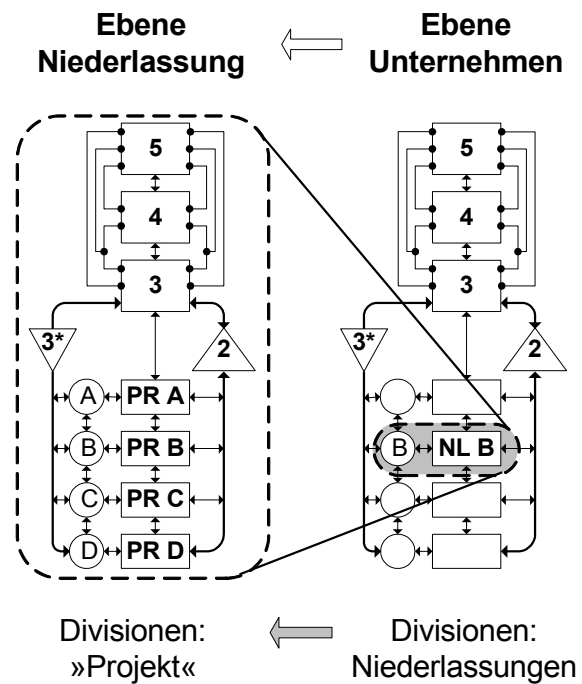 Ebene
Niederlassung
Ebene
Unternehmen
5
4
3
3*
2
A PR A
B PR B
C PR C
D PR D
5
4
3
3*
2
B NL B
Divisionen:
»Projekt«
Divisionen:
Niederlassungen